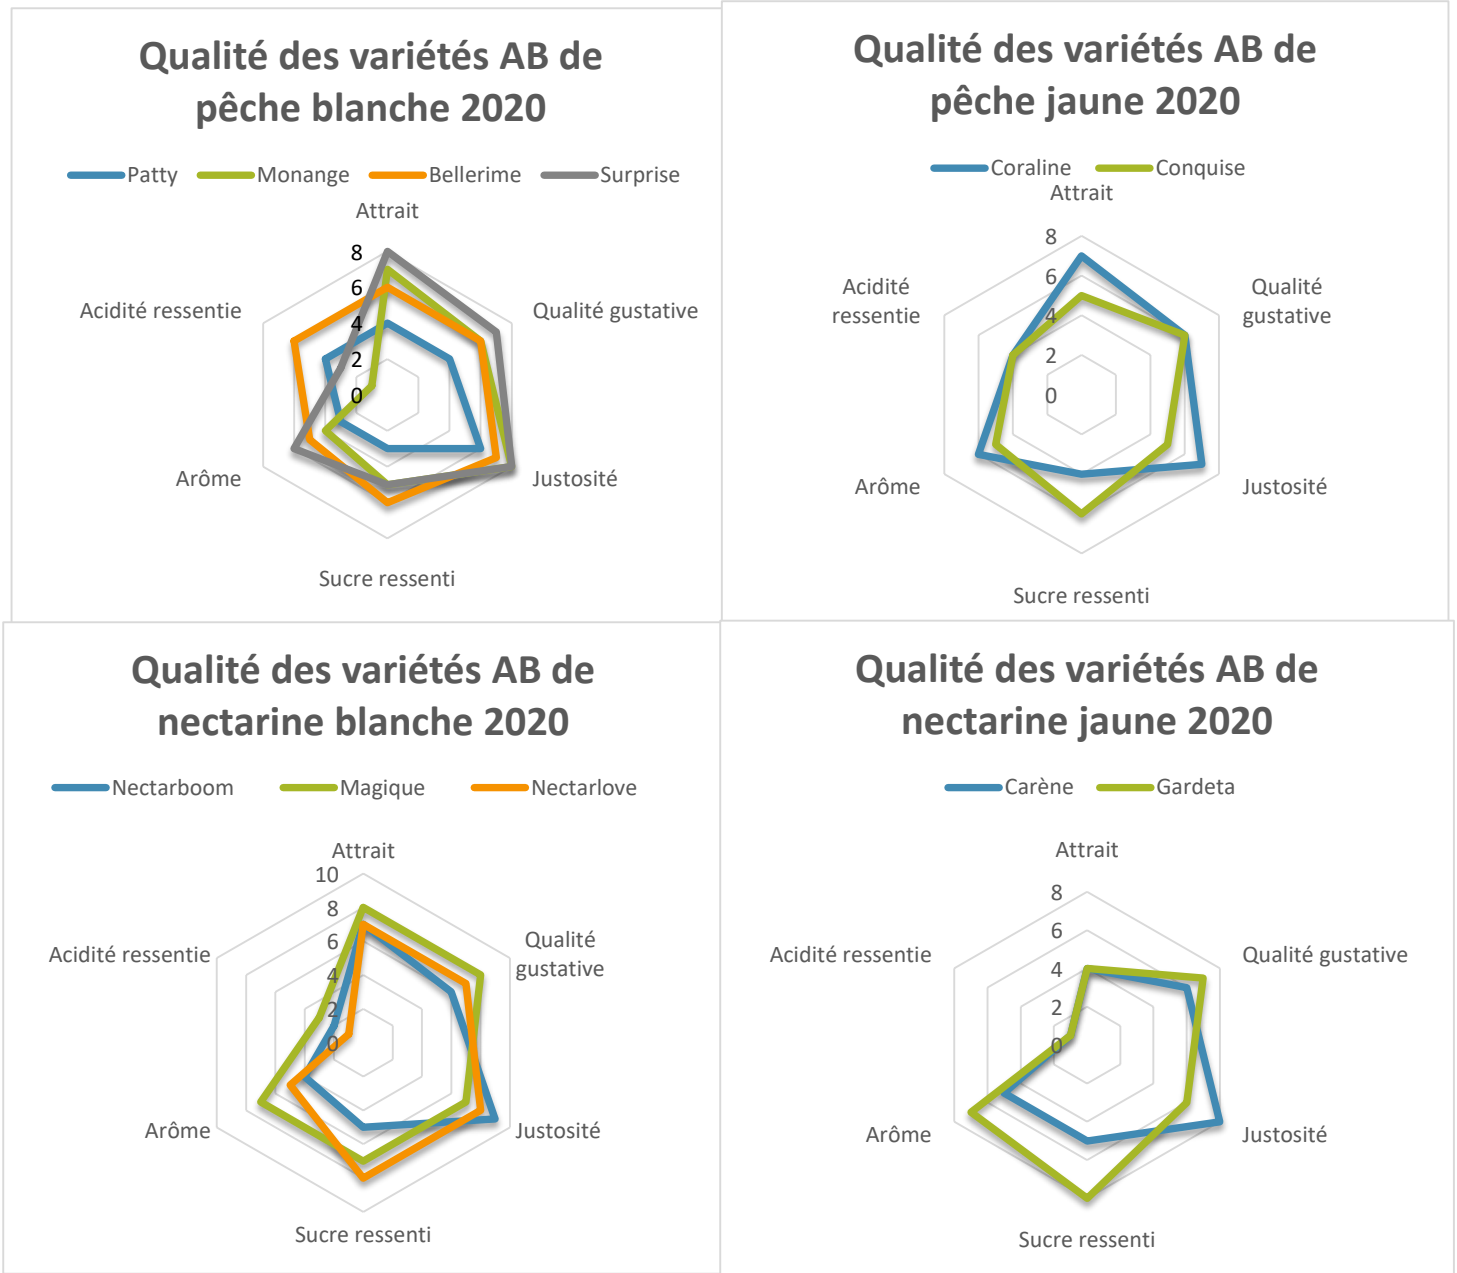 Qualité des variétés AB de
pêche blanche 2020
Patty Monange Bellerime Surprise
Attrait
8
6
4
2
0
Acidité ressentie
Qualité gustative
Arôme
Justosité
Sucre ressenti
Qualité des variétés AB de
pêche jaune 2020
Coraline Conquise
Attrait
8
6
4
2
0
Acidité
ressentie
Qualité
gustative
Arôme
Justosité
Sucre ressenti
Qualité des variétés AB de
nectarine blanche 2020
Nectarboom Magique Nectarlove
Attrait
10
8
6
4
2
0
Acidité ressentie
Qualité
gustative
Arôme
Justosité
Sucre ressenti
Qualité des variétés AB de
nectarine jaune 2020
Carène Gardeta
Attrait
8
6
4
2
0
Acidité ressentie
Qualité gustative
Arôme
Justosité
Sucre ressenti